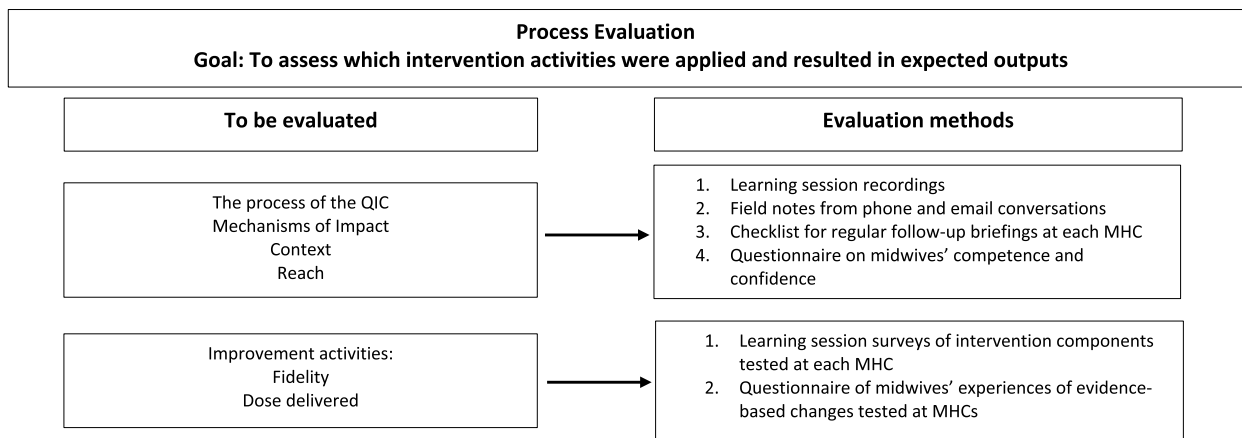 Process Evaluation
Goal: To assess which intervention activities were applied and resulted in expected outputs
To be evaluated
Evaluation methods
The process of the QIC
Mechanisms of Impact
Context
Reach
1. Learning session recordings
2. Field notes from phone and email conversations
3. Checklist for regular follow-up briefings at each MHC
4. Questionnaire on midwives’ competence and
confidence
Improvement activities:
Fidelity
Dose delivered
1. Learning session surveys of intervention components
tested at each MHC
2. Questionnaire of midwives’ experiences of evidence-
based changes tested at MHCs